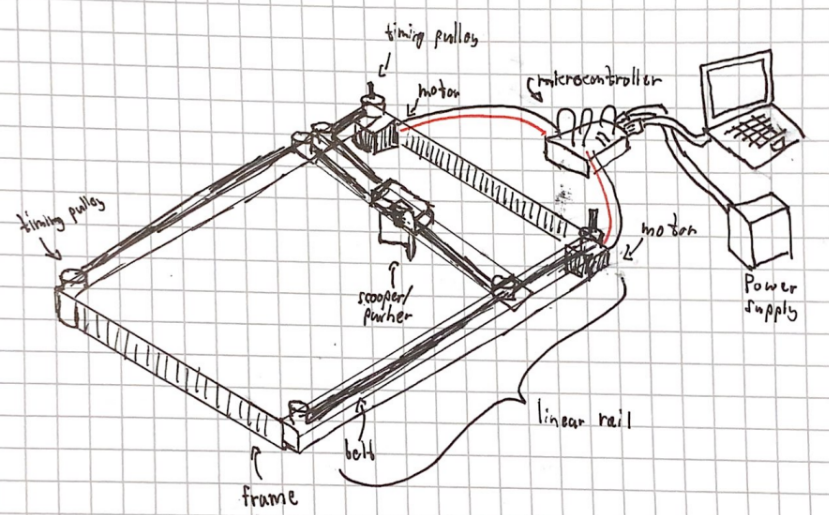 timing pulley
motor
microcontroller
timing pulley
motor
scooper/
pusher
Power
supply
linear rail
belt
frame